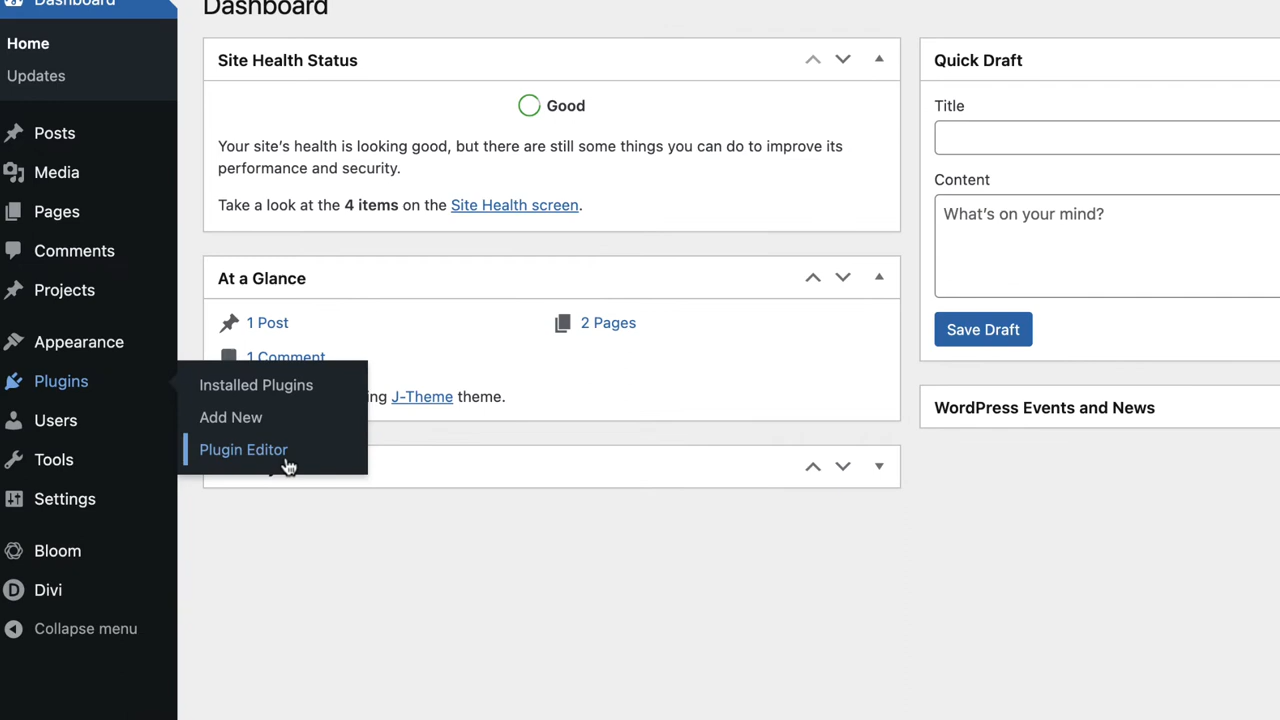 Dashboard
Home
Updates
Posts
Media
Pages
Comments
Projects
Appearance
Plugins
Users
Tools
Settings
Bloom
Divi
Collapse menu
Installed Plugins
Add New
Plugin Editor
Dashboard
Site Health Status
Good
Your site's health is looking good, but there are still some things you can do to improve its
performance and security.
Take a look at the 4 items on the Site Health screen.
At a Glance
1 Post
2 Pages
1 Comment
ing J-Theme theme.
Quick Draft
Title
Content
What's on your mind?
Save Draft
WordPress Events and News